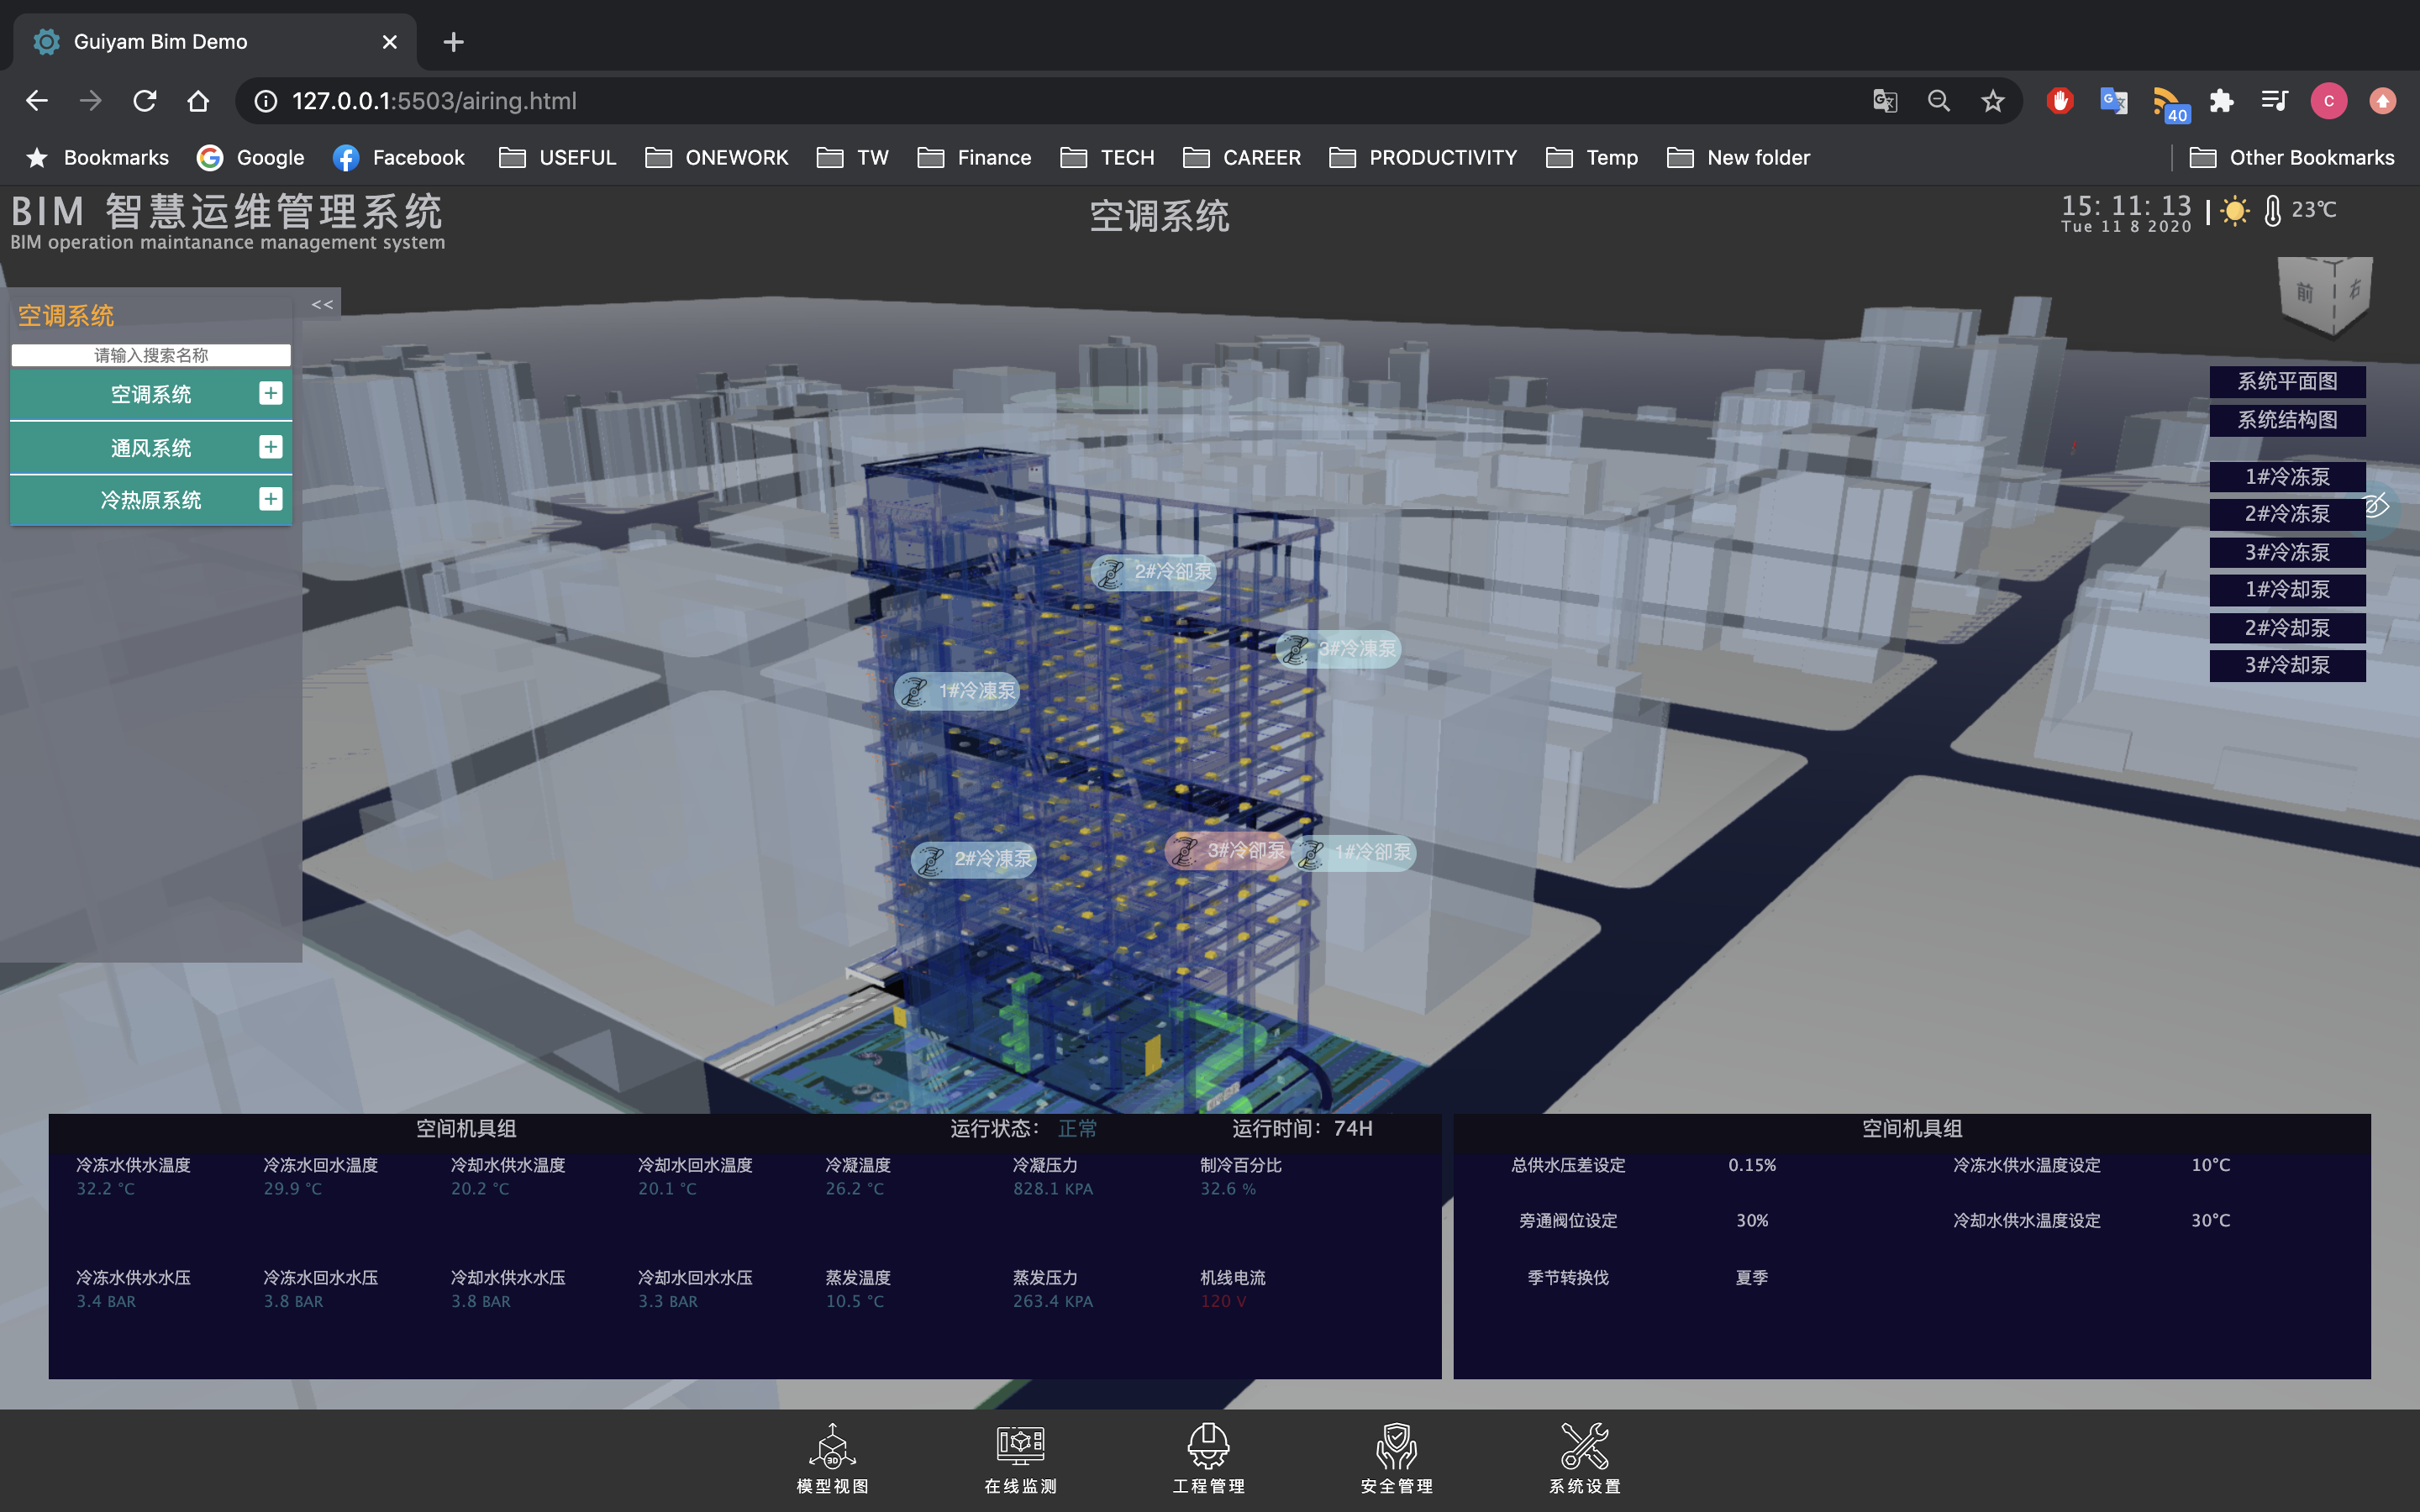 Guiyam Bim Demo
127.0.0.1:5503/airing.html
40
C
Bookmarks Google Facebook USEFUL ONEWORK TW Finance TECH CAREER PRODUCTIVITY Temp New folder Other Bookmarks
BIM 智慧运维管理系统
BIM operation maintanance management system
空调系统
15: 11: 13
Tue 11 8 2020
23℃
<<
空调系统
请输入搜索名称
空调系统
通风系统
冷热原系统
前 右
系统平面图
系统结构图
1#冷冻泵
2#冷冻泵
3#冷冻泵
1#冷却泵
2#冷却泵
3#冷却泵
2#冷卻泵
3#冷凍泵
1#冷凍泵
2#冷凍泵
3#冷卻泵
1#冷卻泵
空间机具组 运行状态： 正常 运行时间：74H
冷冻水供水温度 冷冻水回水温度 冷却水供水温度 冷却水回水温度 冷凝温度 冷凝压力 制冷百分比
32.2 °C 29.9 °C 20.2 °C 20.1 °C 26.2 °C 828.1 KPA 32.6 %
冷冻水供水水压 冷冻水回水水压 冷却水供水水压 冷却水回水水压 蒸发温度 蒸发压力 机线电流
3.4 BAR 3.8 BAR 3.8 BAR 3.3 BAR 10.5 °C 263.4 KPA 120 V
空间机具组
总供水压差设定 0.15% 冷冻水供水温度设定 10°C
旁通阀位设定 30% 冷却水供水温度设定 30°C
季节转换伐 夏季
3D
模型视图 在线监测 工程管理 安全管理 系统设置